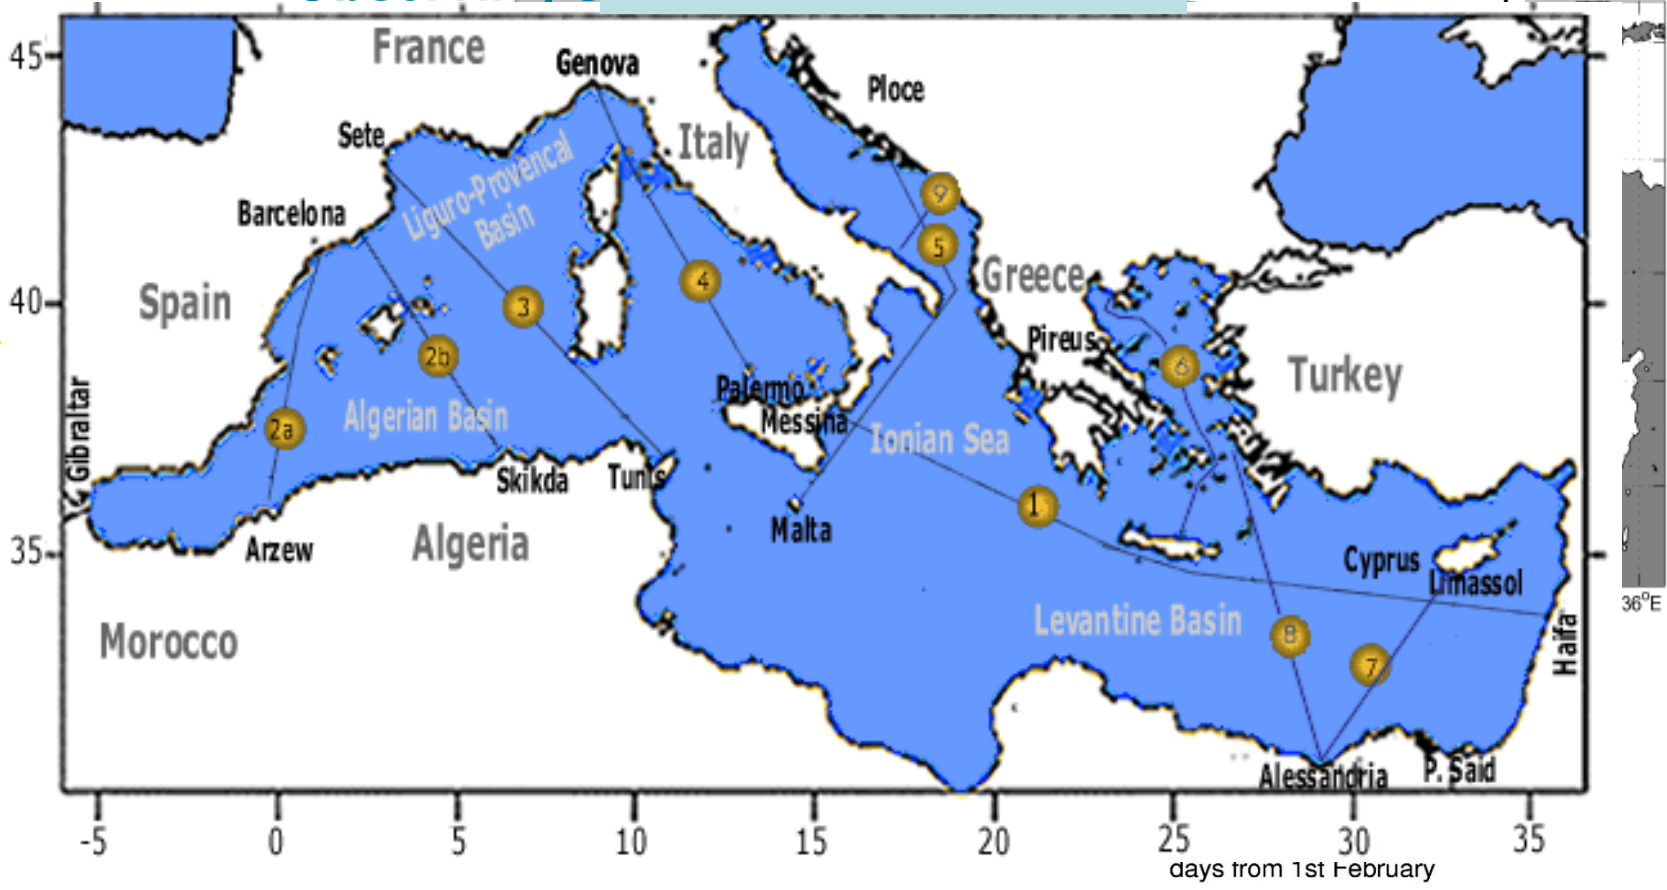 45
France
Genova
Ploce
Sete
Italy
Liguro-Provencal
Basin
Barcelona
9
5
Greece
4
3
40
Spain
Pireus
2b
6
Turkey
Palermo
Messina
Algerian Basin
2a
Ionian Sea
Gibraltar
Skikda
Tunis
1
Malta
Arzew
Algeria
35
Cyprus
Limassol
36°E
Levantine Basin
8
7
Morocco
Haifa
Alessandria
P. Said
-5 0 5 10 15 20 25 30 35
days from 1st February